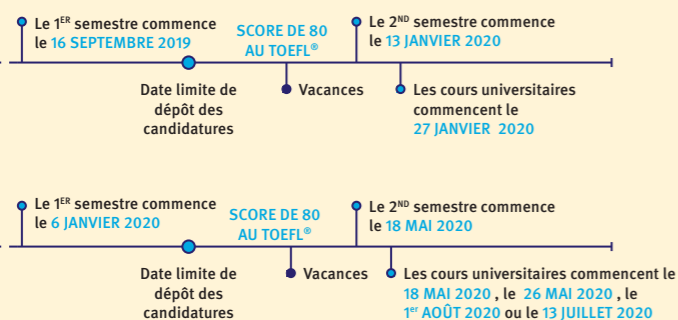 Le 1ER semestre commence
le 16 SEPTEMBRE 2019
SCORE DE 80
AU TOEFL®
Le 2ND semestre commence
le 13 JANVIER 2020
Date limite de
dépôt des
candidatures
Vacances
Les cours universitaires
commencent le
27 JANVIER 2020
Le 1ER semestre commence
le 6 JANVIER 2020
SCORE DE 80
AU TOEFL®
Le 2ND semestre commence
le 18 MAI 2020
Date limite de
dépôt des
candidatures
Vacances
Les cours universitaires commencent le
18 MAI 2020 , le 26 MAI 2020 , le
1er AOÛT 2020 ou le 13 JUILLET 2020